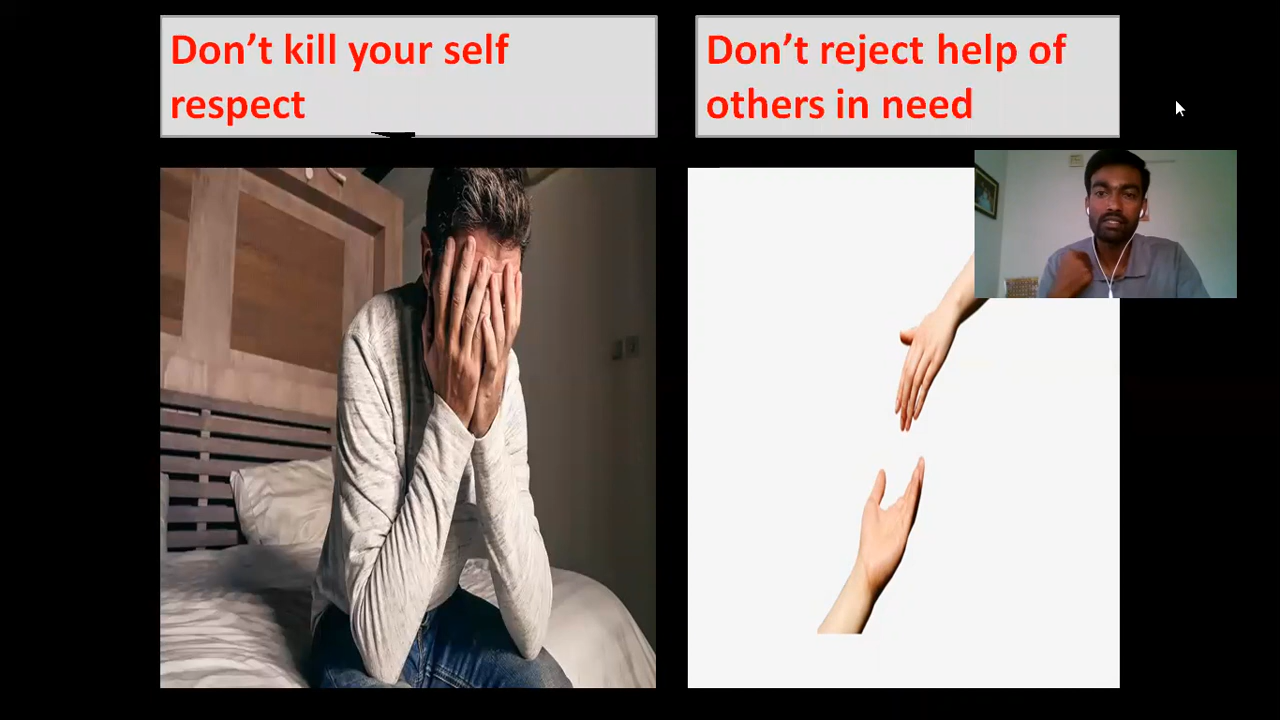 Don’t kill your self
respect
Don’t reject help of
others in need